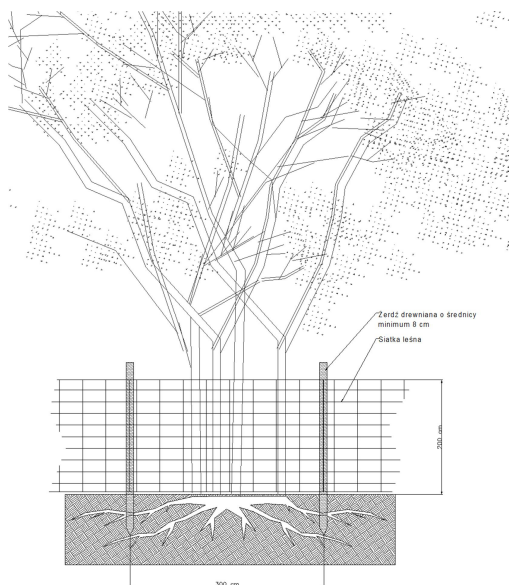 Żerdź drewniana o średnicy
minimum 8 cm
Siatka leśna
200 cm
300 cm